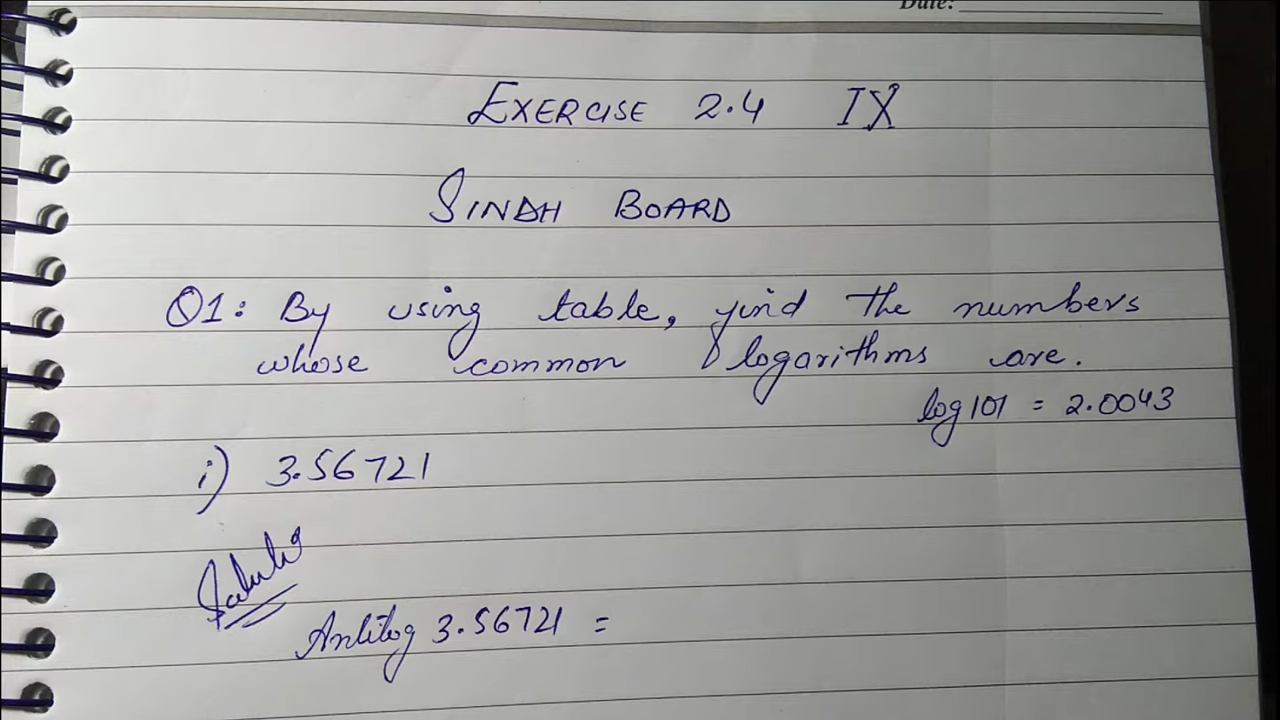 Date:
EXERCISE 2.4 IX
SINDH BOARD
Q1: By using table, find the numbers
whose common logarithms are.
log 101 = 2.0043
i) 3.56721
Antilog 3.56721 =